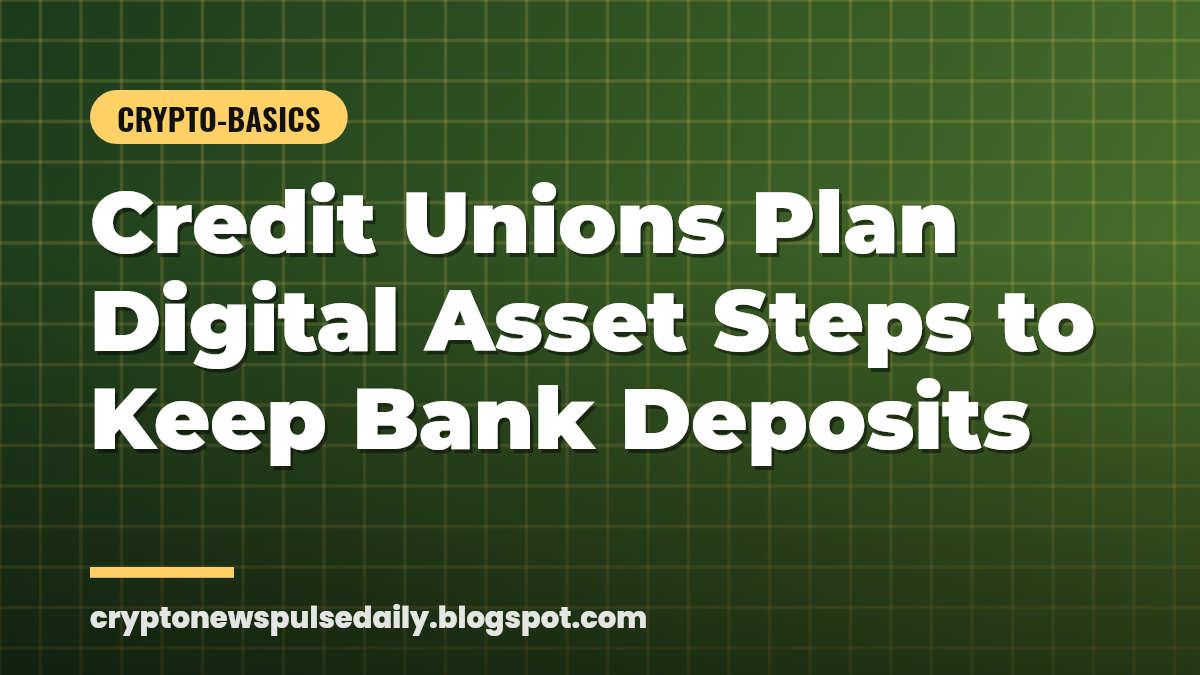 CRYPTO-BASICS
Credit Unions Plan
Digital Asset Steps to
Keep Bank Deposits
cryptonewspulsedaily.blogspot.com